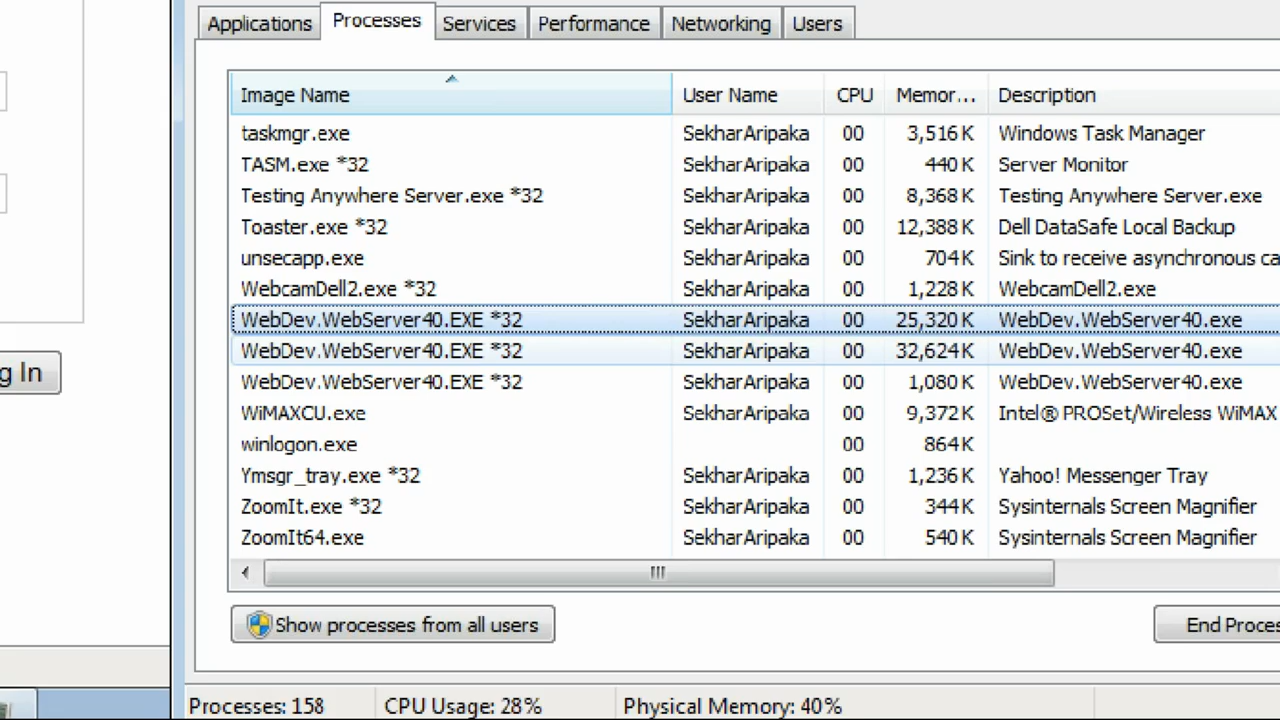 Applications Processes Services Performance Networking Users
Image Name User Name CPU Memor... Description
taskmgr.exe SekharAripaka 00 3,516 K Windows Task Manager
TASM.exe *32 SekharAripaka 00 440 K Server Monitor
Testing Anywhere Server.exe *32 SekharAripaka 00 8,368 K Testing Anywhere Server.exe
Toaster.exe *32 SekharAripaka 00 12,388 K Dell DataSafe Local Backup
unsecapp.exe SekharAripaka 00 704 K Sink to receive asynchronous ca
WebcamDell2.exe *32 SekharAripaka 00 1,228 K WebcamDell2.exe
WebDev.WebServer40.EXE *32 SekharAripaka 00 25,320 K WebDev.WebServer40.exe
WebDev.WebServer40.EXE *32 SekharAripaka 00 32,624 K WebDev.WebServer40.exe
g In
WebDev.WebServer40.EXE *32 SekharAripaka 00 1,080 K WebDev.WebServer40.exe
WiMAXCU.exe SekharAripaka 00 9,372 K Intel® PROSet/Wireless WiMAX
winlogon.exe 00 864 K
Ymsgr_tray.exe *32 SekharAripaka 00 1,236 K Yahoo! Messenger Tray
ZoomIt.exe *32 SekharAripaka 00 344 K Sysinternals Screen Magnifier
ZoomIt64.exe SekharAripaka 00 540 K Sysinternals Screen Magnifier
Show processes from all users End Proce
Processes: 158 CPU Usage: 28% Physical Memory: 40%